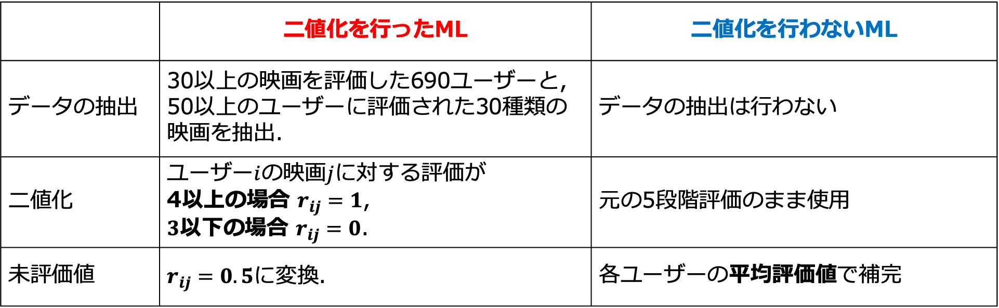 二値化を行ったML
二値化を行わないML
データの抽出
30以上の映画を評価した690ユーザーと,
50以上のユーザーに評価された30種類の
映画を抽出.
データの抽出は行わない
二値化
ユーザーiの映画jに対する評価が
4以上の場合 r_{ij} = 1,
3以下の場合 r_{ij} = 0.
元の5段階評価のまま使用
未評価値
r_{ij} = 0.5に変換.
各ユーザーの平均評価値で補完